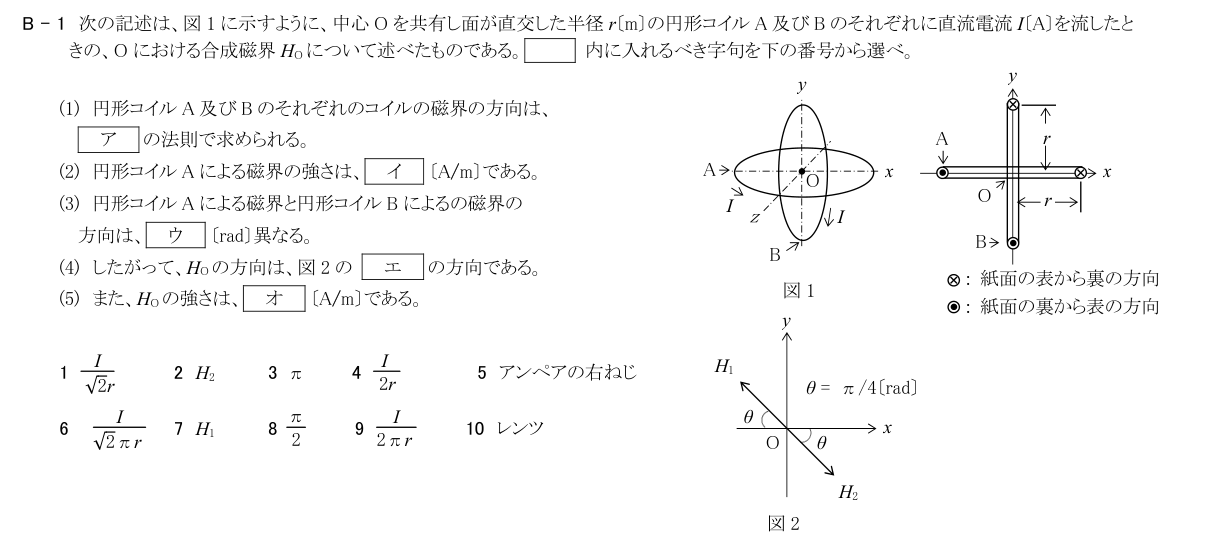 B－1 次の記述は、図1に示すように、中心Oを共有し面が直交した半径 r〔m〕の円形コイルA及びBのそれぞれに直流電流 I〔A〕を流したと
きの、Oにおける合成磁界 HOについて述べたものである。 内に入れるべき字句を下の番号から選べ。
(1) 円形コイルA及びBのそれぞれのコイルの磁界の方向は、
ア の法則で求められる。
(2) 円形コイルAによる磁界の強さは、 イ 〔A/m〕である。
(3) 円形コイルAによる磁界と円形コイルBによるの磁界の
方向は、 ウ 〔rad〕異なる。
(4) したがって、HOの方向は、図2の エ の方向である。
(5) また、HOの強さは、 オ 〔A/m〕である。
1 I/√2r 2 H2 3 π 4 I/2r 5 アンペアの右ねじ
6 I/√2πr 7 H1 8 π/2 9 I/2πr 10 レンツ
y
A
x
O
I
z
I
B
図1
y
A
r
x
O
r
B
⊗：紙面の表から裏の方向
⊙：紙面の裏から表の方向
y
H1
θ＝ π/4〔rad〕
θ
x
O
θ
H2
図2